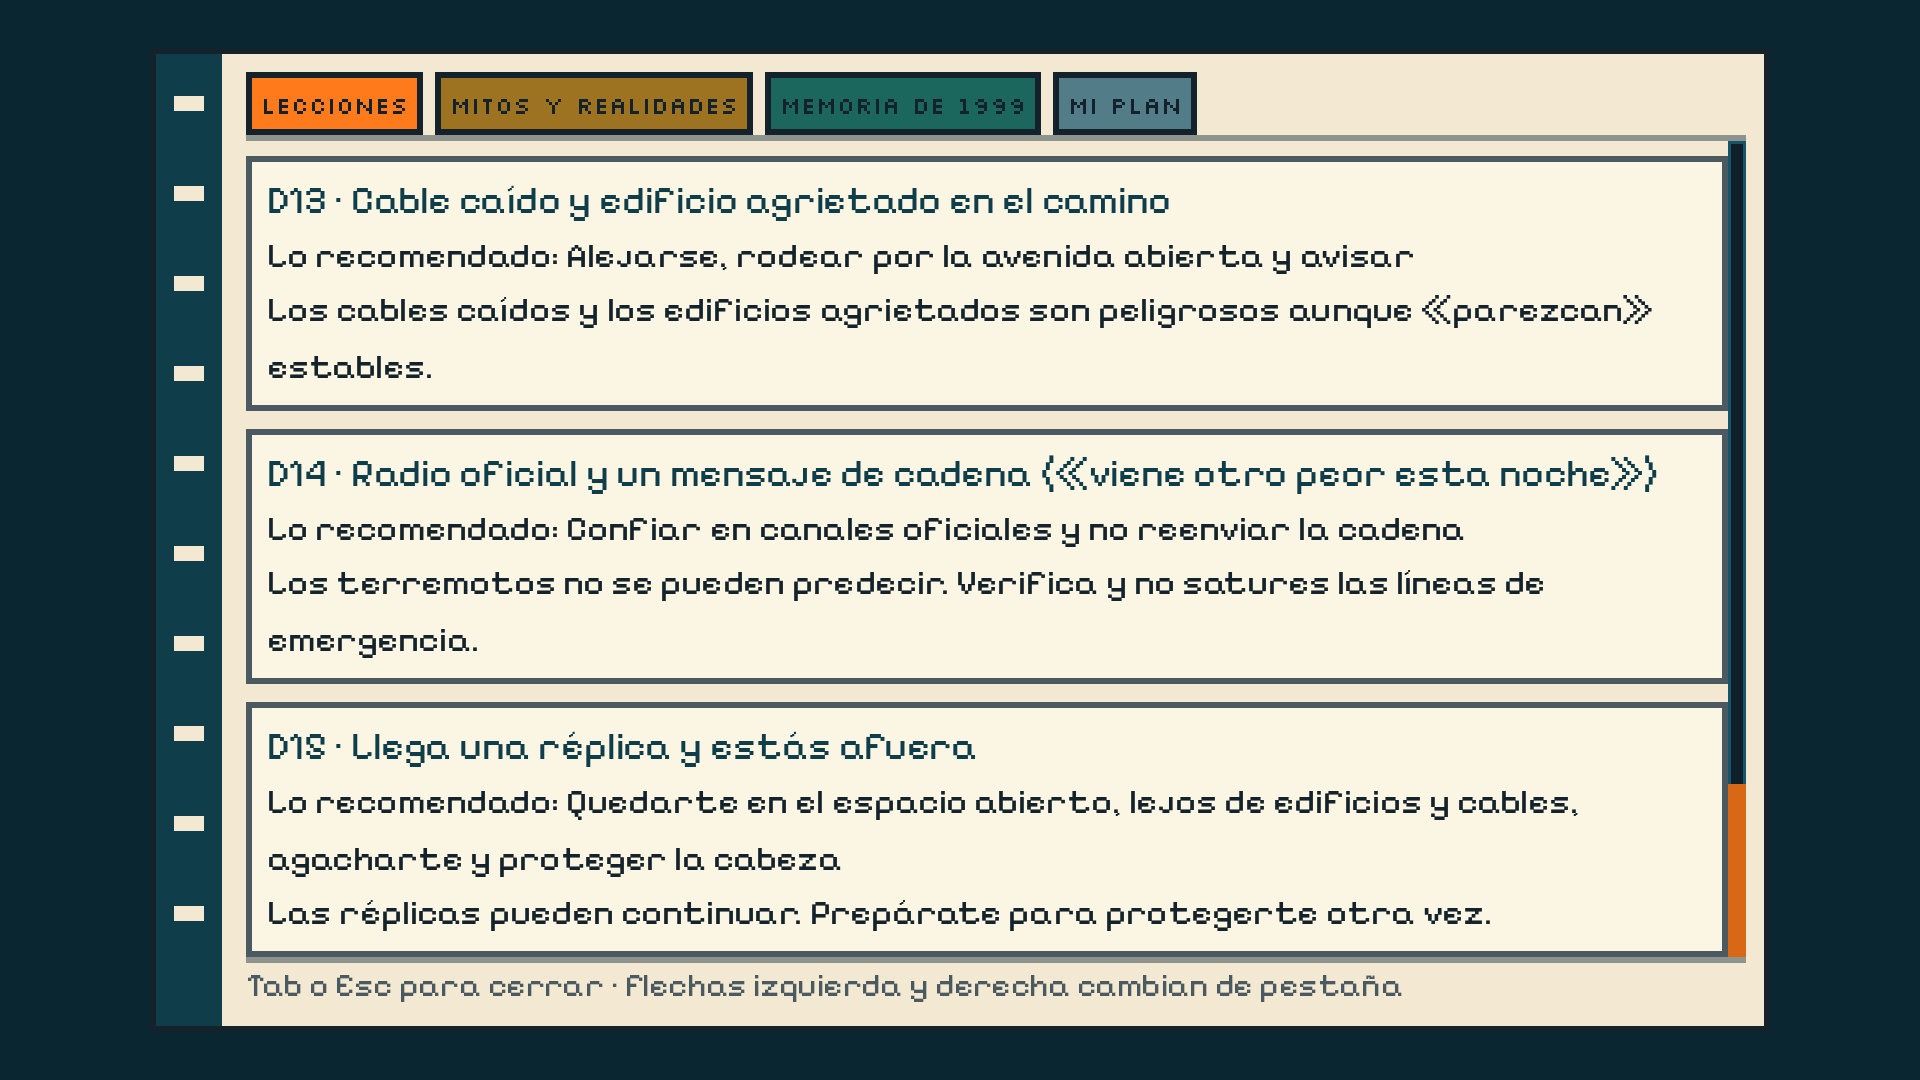 LECCIONES
MITOS Y REALIDADES
MEMORIA DE 1999
MI PLAN
D13 · Cable caído y edificio agrietado en el camino
Lo recomendado: Alejarse, rodear por la avenida abierta y avisar
Los cables caídos y los edificios agrietados son peligrosos aunque «parezcan»
estables.
D14 · Radio oficial y un mensaje de cadena («viene otro peor esta noche»)
Lo recomendado: Confiar en canales oficiales y no reenviar la cadena
Los terremotos no se pueden predecir. Verifica y no satures las líneas de
emergencia.
D15 · Llega una réplica y estás afuera
Lo recomendado: Quedarte en el espacio abierto, lejos de edificios y cables,
agacharte y proteger la cabeza
Las réplicas pueden continuar. Prepárate para protegerte otra vez.
Tab o Esc para cerrar · Flechas izquierda y derecha cambian de pestaña